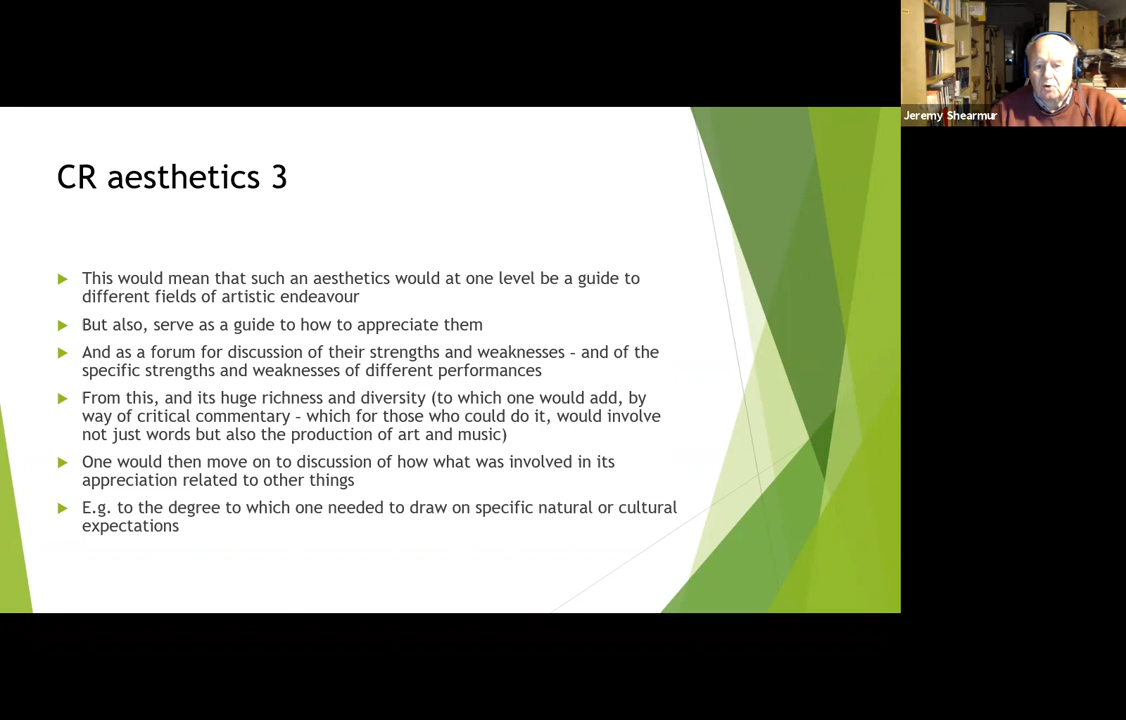 Jeremy Shearmur
CR aesthetics 3
This would mean that such an aesthetics would at one level be a guide to
different fields of artistic endeavour
But also, serve as a guide to how to appreciate them
And as a forum for discussion of their strengths and weaknesses – and of the
specific strengths and weaknesses of different performances
From this, and its huge richness and diversity (to which one would add, by
way of critical commentary – which for those who could do it, would involve
not just words but also the production of art and music)
One would then move on to discussion of how what was involved in its
appreciation related to other things
E.g. to the degree to which one needed to draw on specific natural or cultural
expectations